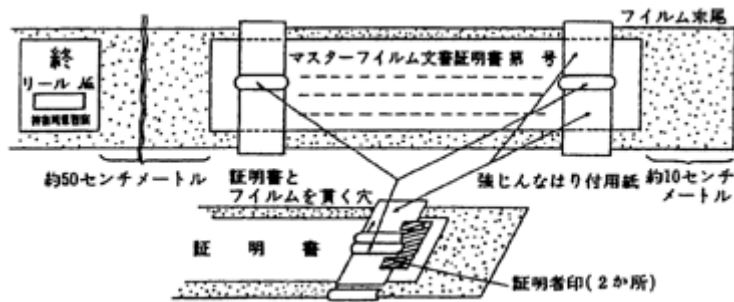 フイルム末尾
終
リール №
マスターフイルム文書証明書 第 号
約50センチメートル
証明書と
フイルムを貫く穴
強じんなはり付用紙
約10センチ
メートル
証 明 書
証明者印(2か所)